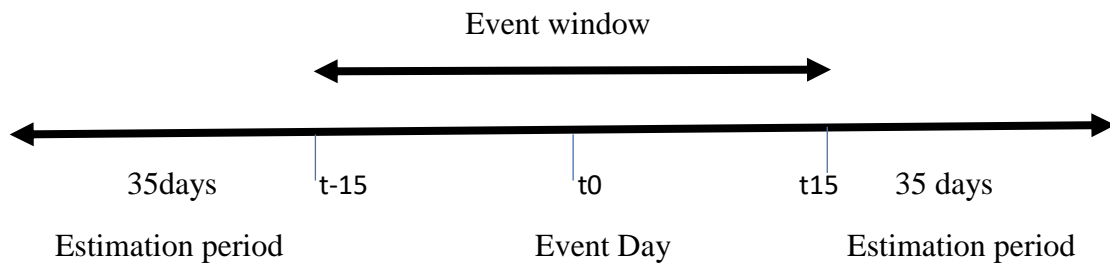 Event window
35days t-15 t0 t15 35 days
Estimation period Event Day Estimation period